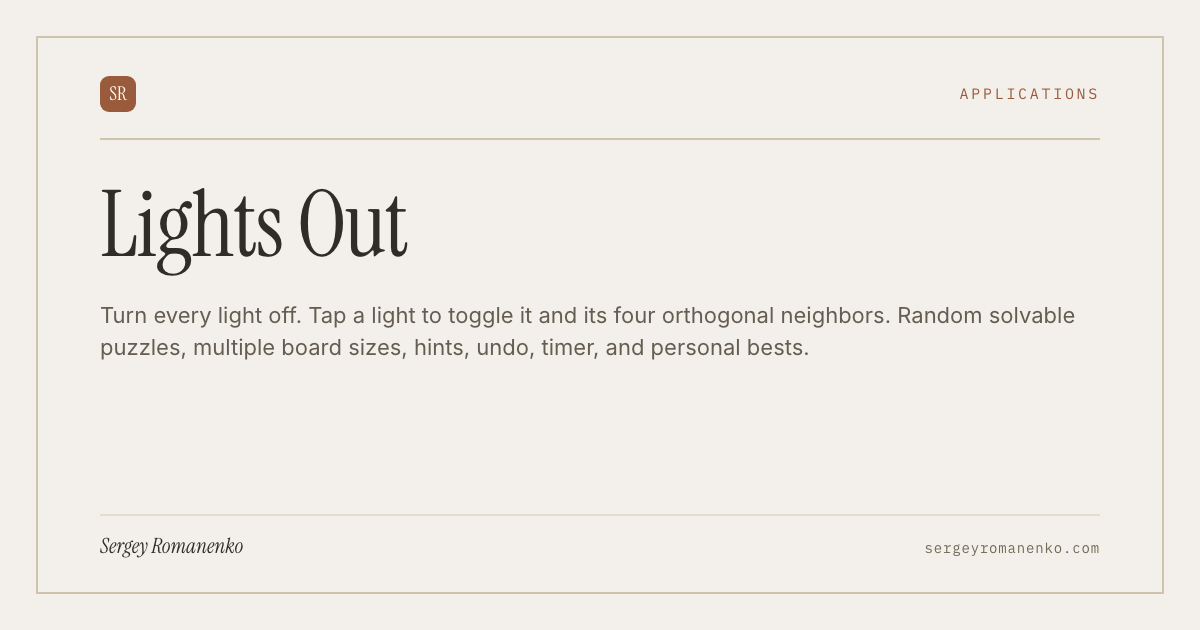 SR
APPLICATIONS
Lights Out
Turn every light off. Tap a light to toggle it and its four orthogonal neighbors. Random solvable
puzzles, multiple board sizes, hints, undo, timer, and personal bests.
Sergey Romanenko
sergeyromanenko.com